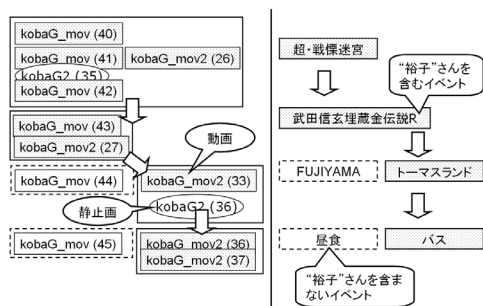 kobaG_mov (40)
kobaG_mov (41)
kobaG_mov2 (26)
kobaG2 (35)
kobaG_mov (42)
kobaG_mov (43)
kobaG_mov2 (27)
動画
kobaG_mov (44)
kobaG_mov2 (33)
静止画
kobaG2 (36)
kobaG_mov (45)
kobaG_mov2 (36)
kobaG_mov2 (37)
超・戦慄迷宮
“裕子”さんを
含むイベント
武田信玄埋蔵金伝説R
FUJIYAMA
トーマスランド
昼食
バス
“裕子”さんを含ま
ないイベント